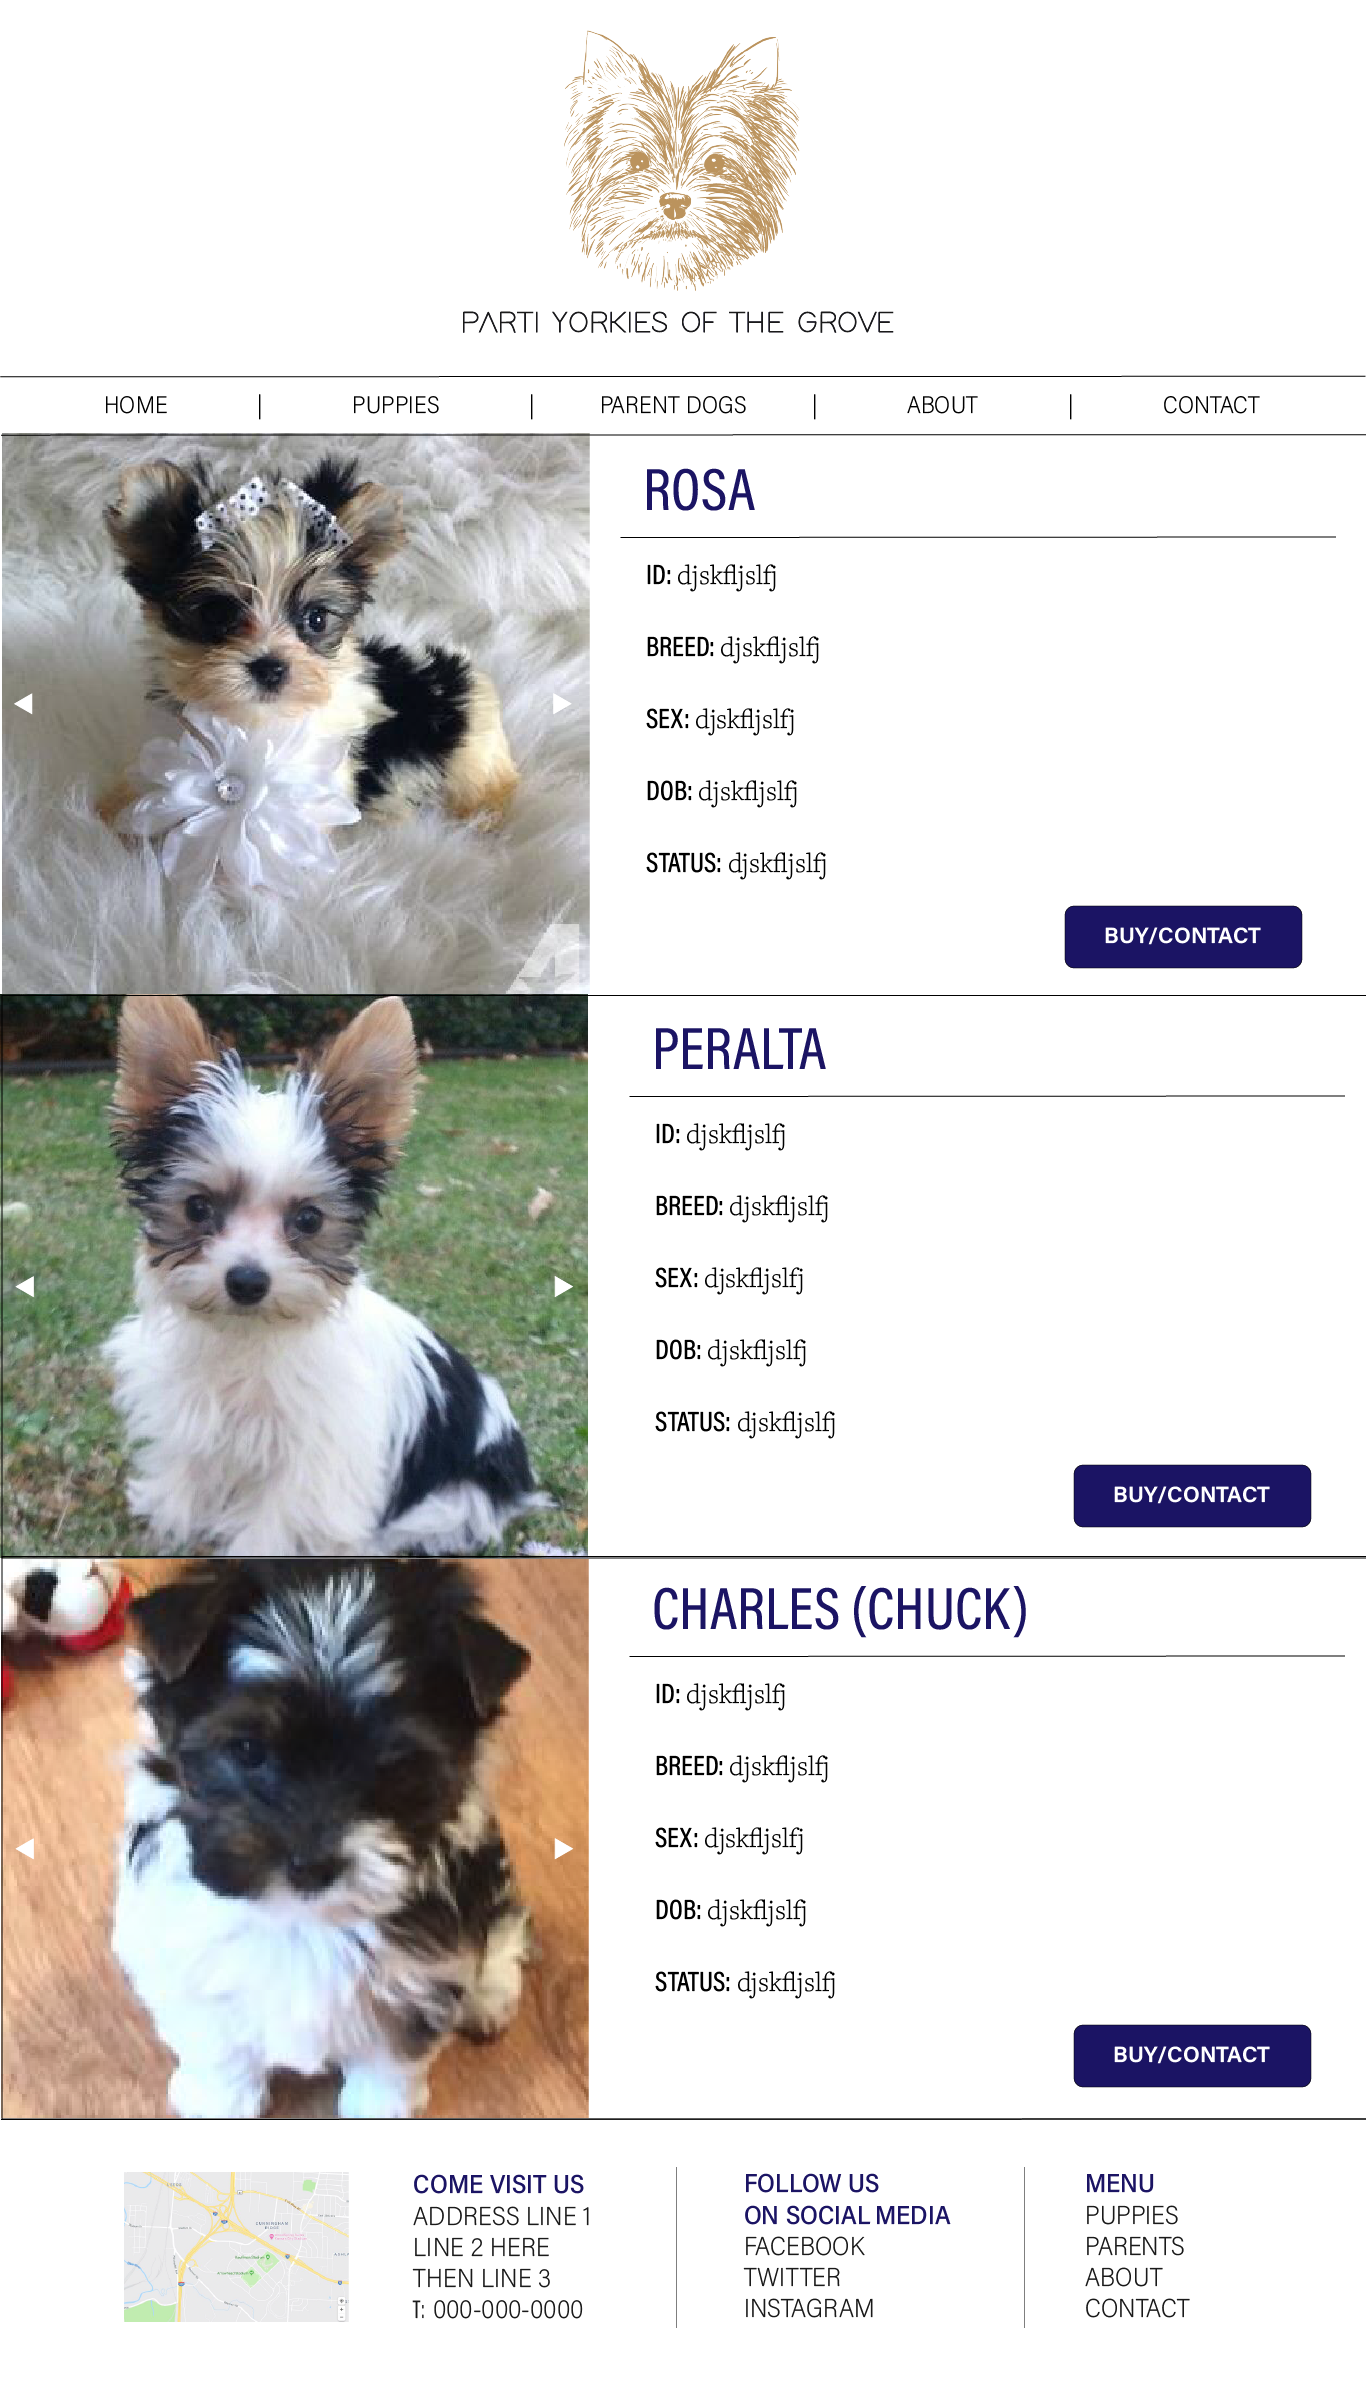 PARTI YORKIES OF THE GROVE
HOME | PUPPIES | PARENT DOGS | ABOUT | CONTACT
ROSA
ID: djskfljslfj
BREED: djskfljslfj
SEX: djskfljslfj
DOB: djskfljslfj
STATUS: djskfljslfj
BUY/CONTACT
PERALTA
ID: djskfljslfj
BREED: djskfljslfj
SEX: djskfljslfj
DOB: djskfljslfj
STATUS: djskfljslfj
BUY/CONTACT
CHARLES (CHUCK)
ID: djskfljslfj
BREED: djskfljslfj
SEX: djskfljslfj
DOB: djskfljslfj
STATUS: djskfljslfj
BUY/CONTACT
COME VISIT US
ADDRESS LINE 1
LINE 2 HERE
THEN LINE 3
T: 000-000-0000
FOLLOW US
ON SOCIAL MEDIA
FACEBOOK
TWITTER
INSTAGRAM
MENU
PUPPIES
PARENTS
ABOUT
CONTACT